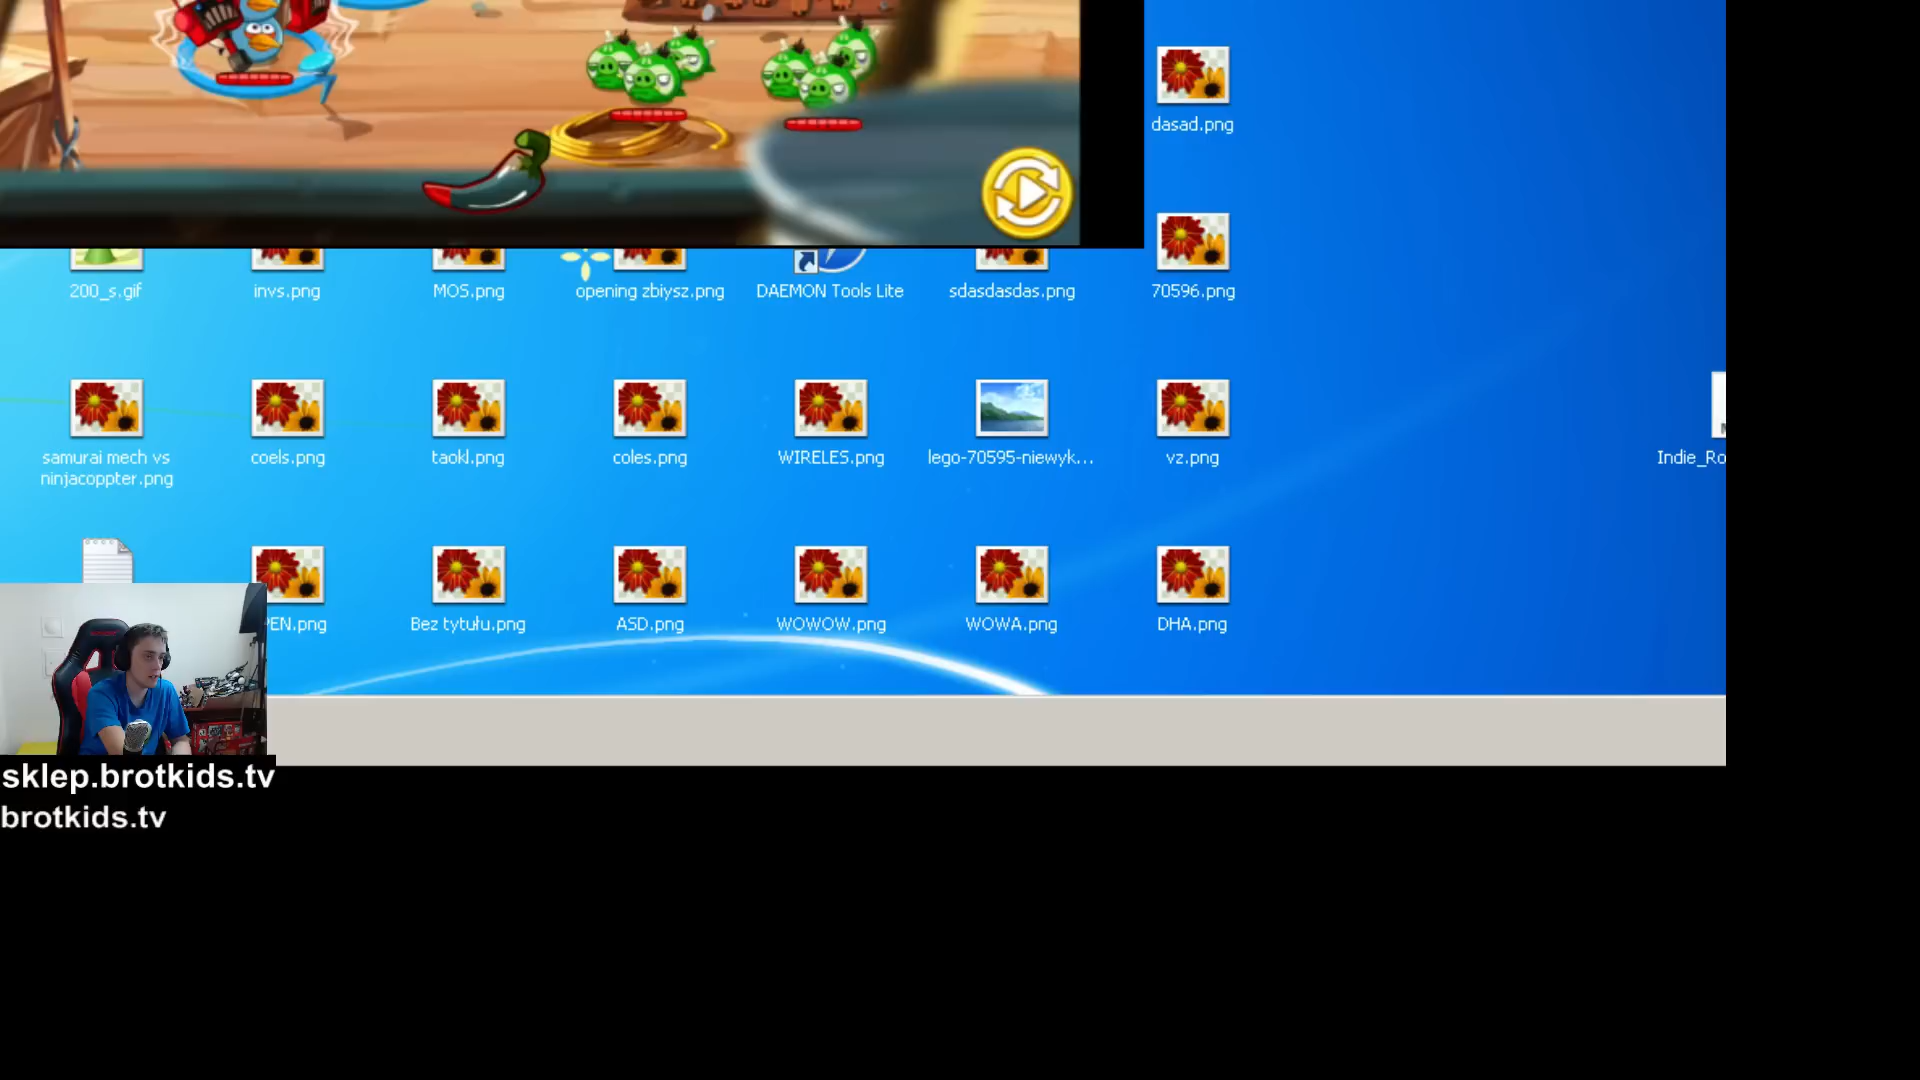 dasad.png
200_s.gif
invs.png
MOS.png
opening zbiysz.png
DAEMON Tools Lite
sdasdasdas.png
70596.png
samurai mech vs
ninjacoppter.png
coels.png
taokl.png
coles.png
WIRELES.png
lego-70595-niewyk...
vz.png
Indie_Ro
PEN.png
Bez tytułu.png
ASD.png
WOWOW.png
WOWA.png
DHA.png
sklep.brotkids.tv
brotkids.tv